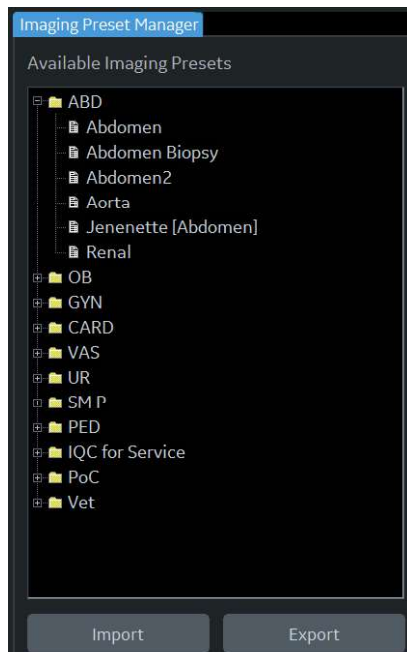 Imaging Preset Manager
Available Imaging Presets
ABD
Abdomen
Abdomen Biopsy
Abdomen2
Aorta
Jenenette [Abdomen]
Renal
OB
GYN
CARD
VAS
UR
SM P
PED
IQC for Service
PoC
Vet
Import Export